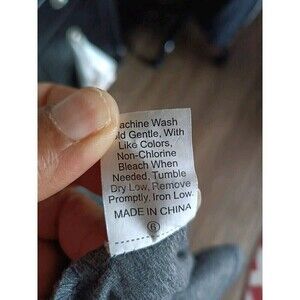 achine Wash
ld Gentle, With
Like Colors,
Non-Chlorine
Bleach When
Needed, Tumble
Dry Low, Remove
Promptly, Iron Low.
MADE IN CHINA